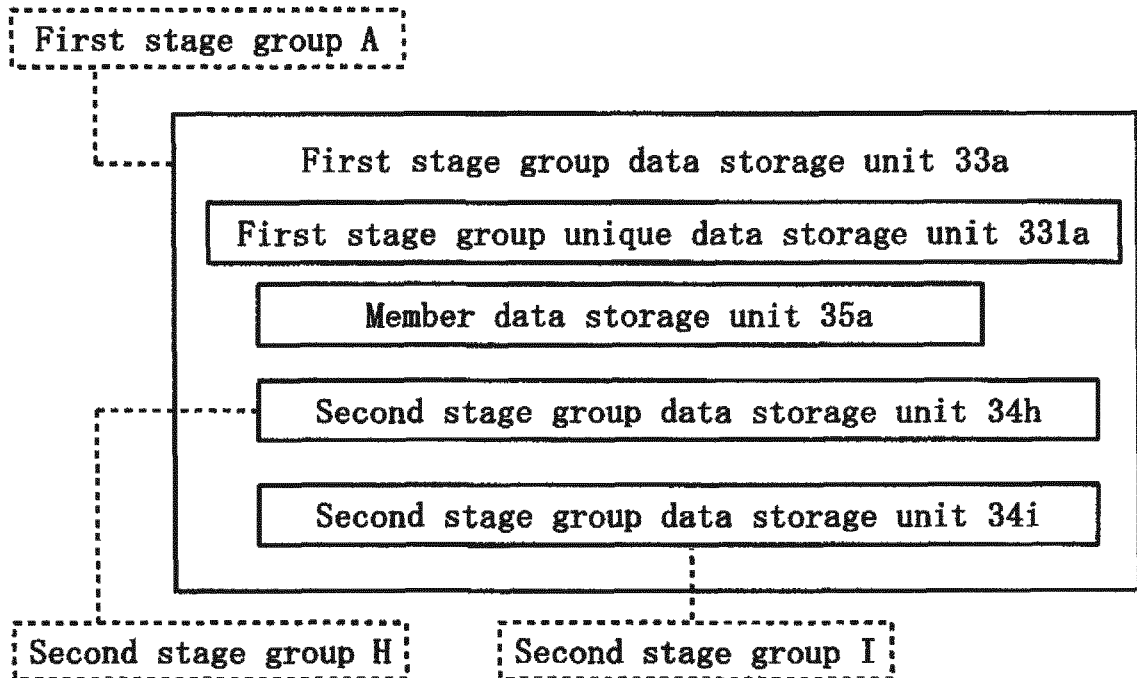 First stage group A
First stage group data storage unit 33a
First stage group unique data storage unit 331a
Member data storage unit 35a
Second stage group data storage unit 34h
Second stage group data storage unit 34i
Second stage group H
Second stage group I